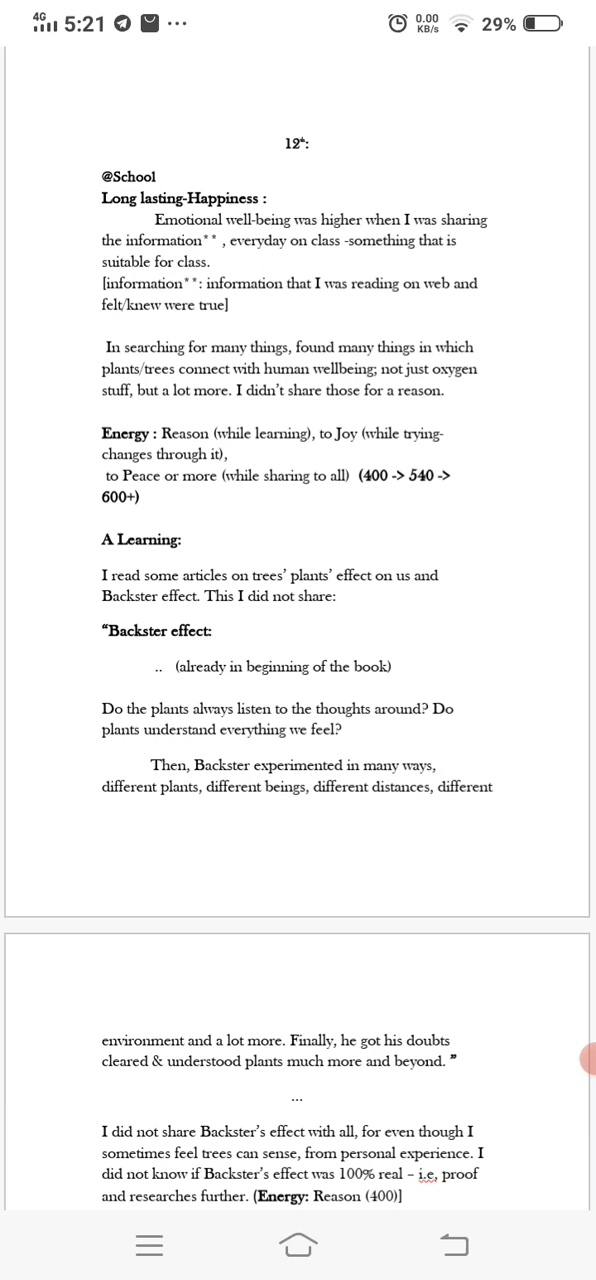 4G 5:21 ... 0.00 KB/s 29%
12ᵗʰ:
@School
Long lasting-Happiness :
Emotional well-being was higher when I was sharing
the information** , everyday on class -something that is
suitable for class.
[information**: information that I was reading on web and
felt/knew were true]
In searching for many things, found many things in which
plants/trees connect with human wellbeing; not just oxygen
stuff, but a lot more. I didn't share those for a reason.
Energy : Reason (while learning), to Joy (while trying-
changes through it),
to Peace or more (while sharing to all) (400 -> 540 ->
600+)
A Learning:
I read some articles on trees' plants' effect on us and
Backster effect. This I did not share:
“Backster effect:
.. (already in beginning of the book)
Do the plants always listen to the thoughts around? Do
plants understand everything we feel?
Then, Backster experimented in many ways,
different plants, different beings, different distances, different
environment and a lot more. Finally, he got his doubts
cleared & understood plants much more and beyond. ”
...
I did not share Backster's effect with all, for even though I
sometimes feel trees can sense, from personal experience. I
did not know if Backster's effect was 100% real – i.e, proof
and researches further. (Energy: Reason (400)]